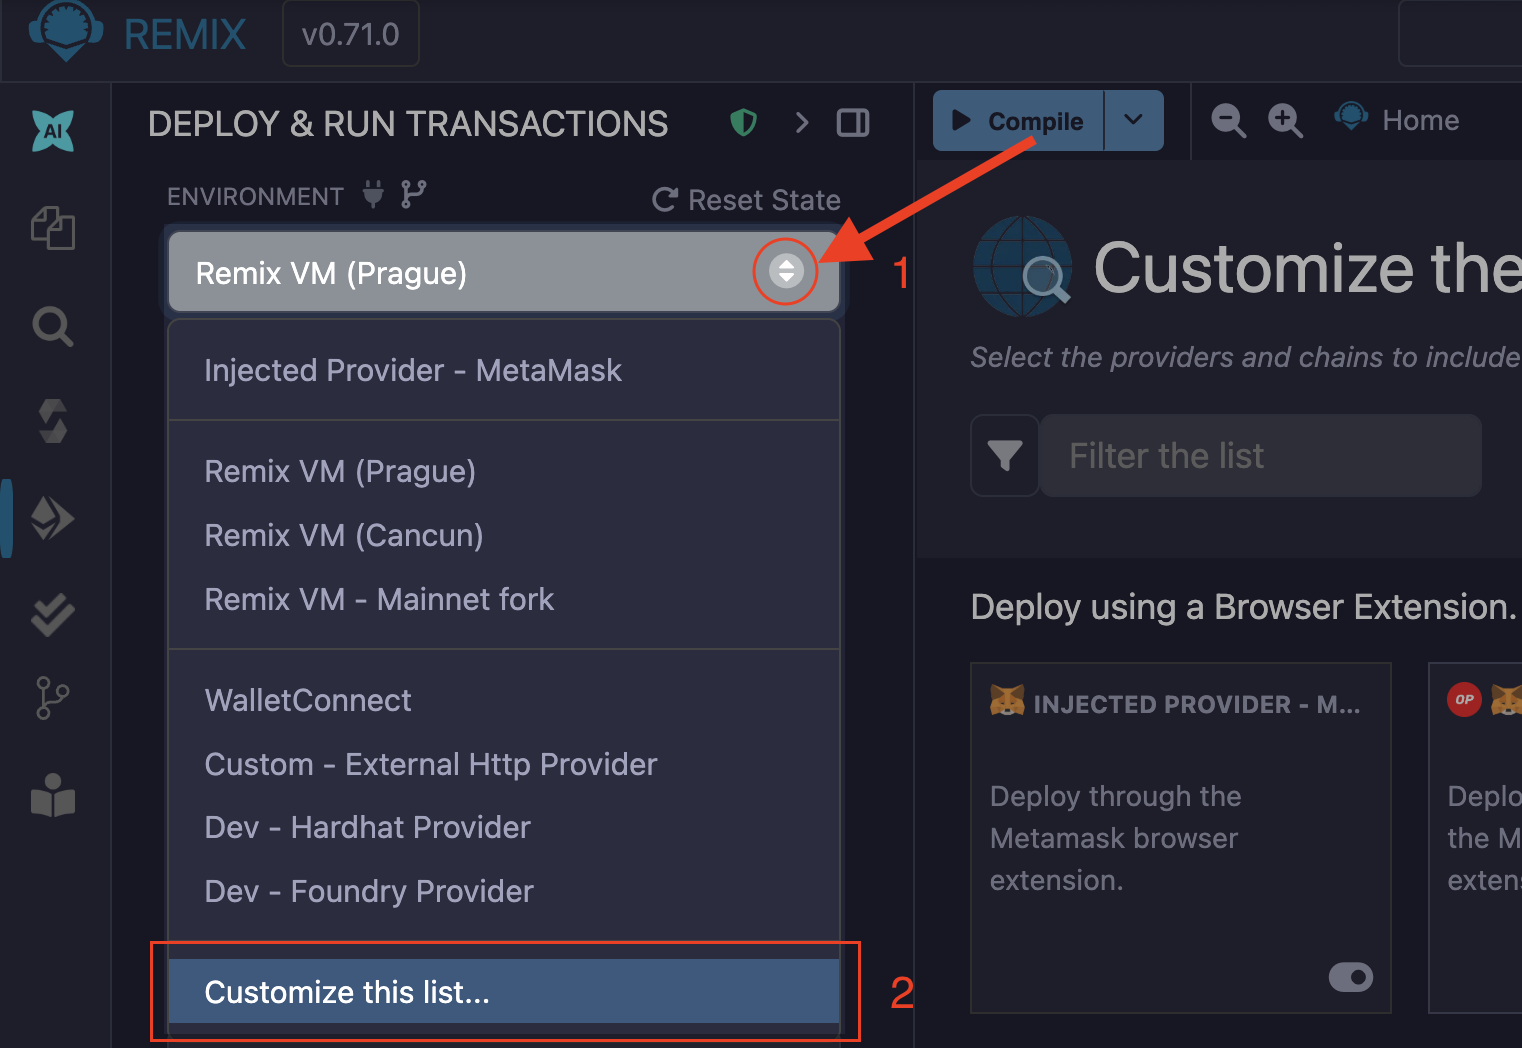 REMIX
v0.71.0
AI
DEPLOY & RUN TRANSACTIONS
ENVIRONMENT
Reset State
Remix VM (Prague)
1
Injected Provider - MetaMask
Remix VM (Prague)
Remix VM (Cancun)
Remix VM - Mainnet fork
WalletConnect
Custom - External Http Provider
Dev - Hardhat Provider
Dev - Foundry Provider
Customize this list...
2
Compile
Home
Customize the
Select the providers and chains to include
Filter the list
Deploy using a Browser Extension.
INJECTED PROVIDER - M...
Deploy through the
Metamask browser
extension.
OP
Deplo
the M
exten